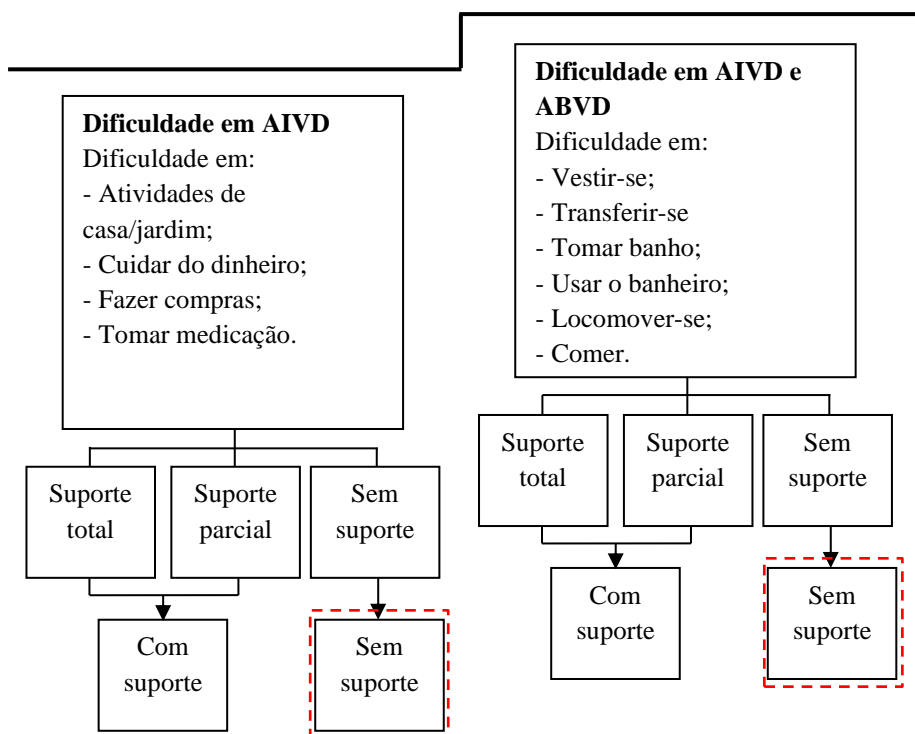 Dificuldade em AIVD
Dificuldade em:
- Atividades de
casa/jardim;
- Cuidar do dinheiro;
- Fazer compras;
- Tomar medicação.
Suporte
total
Suporte
parcial
Sem
suporte
Com
suporte
Sem
suporte
Dificuldade em AIVD e
ABVD
Dificuldade em:
- Vestir-se;
- Transferir-se
- Tomar banho;
- Usar o banheiro;
- Locomover-se;
- Comer.
Suporte
total
Suporte
parcial
Sem
suporte
Com
suporte
Sem
suporte